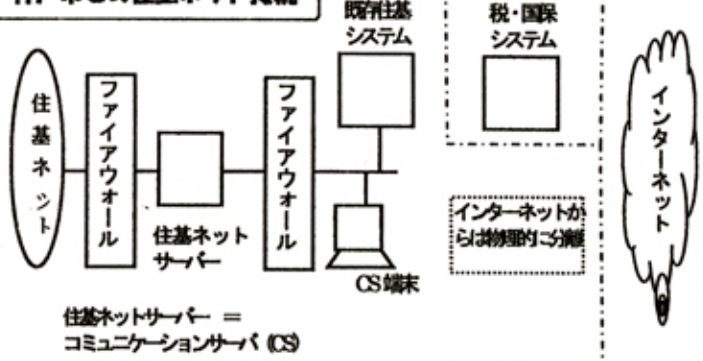 既存住基
システム
税・国保
システム
住基ネット
ファイアウォール
住基ネット
サーバー
ファイアウォール
CS端末
インターネットか
らは物理的に分離
インターネット
住基ネットサーバー ＝
コミュニケーションサーバ (CS)